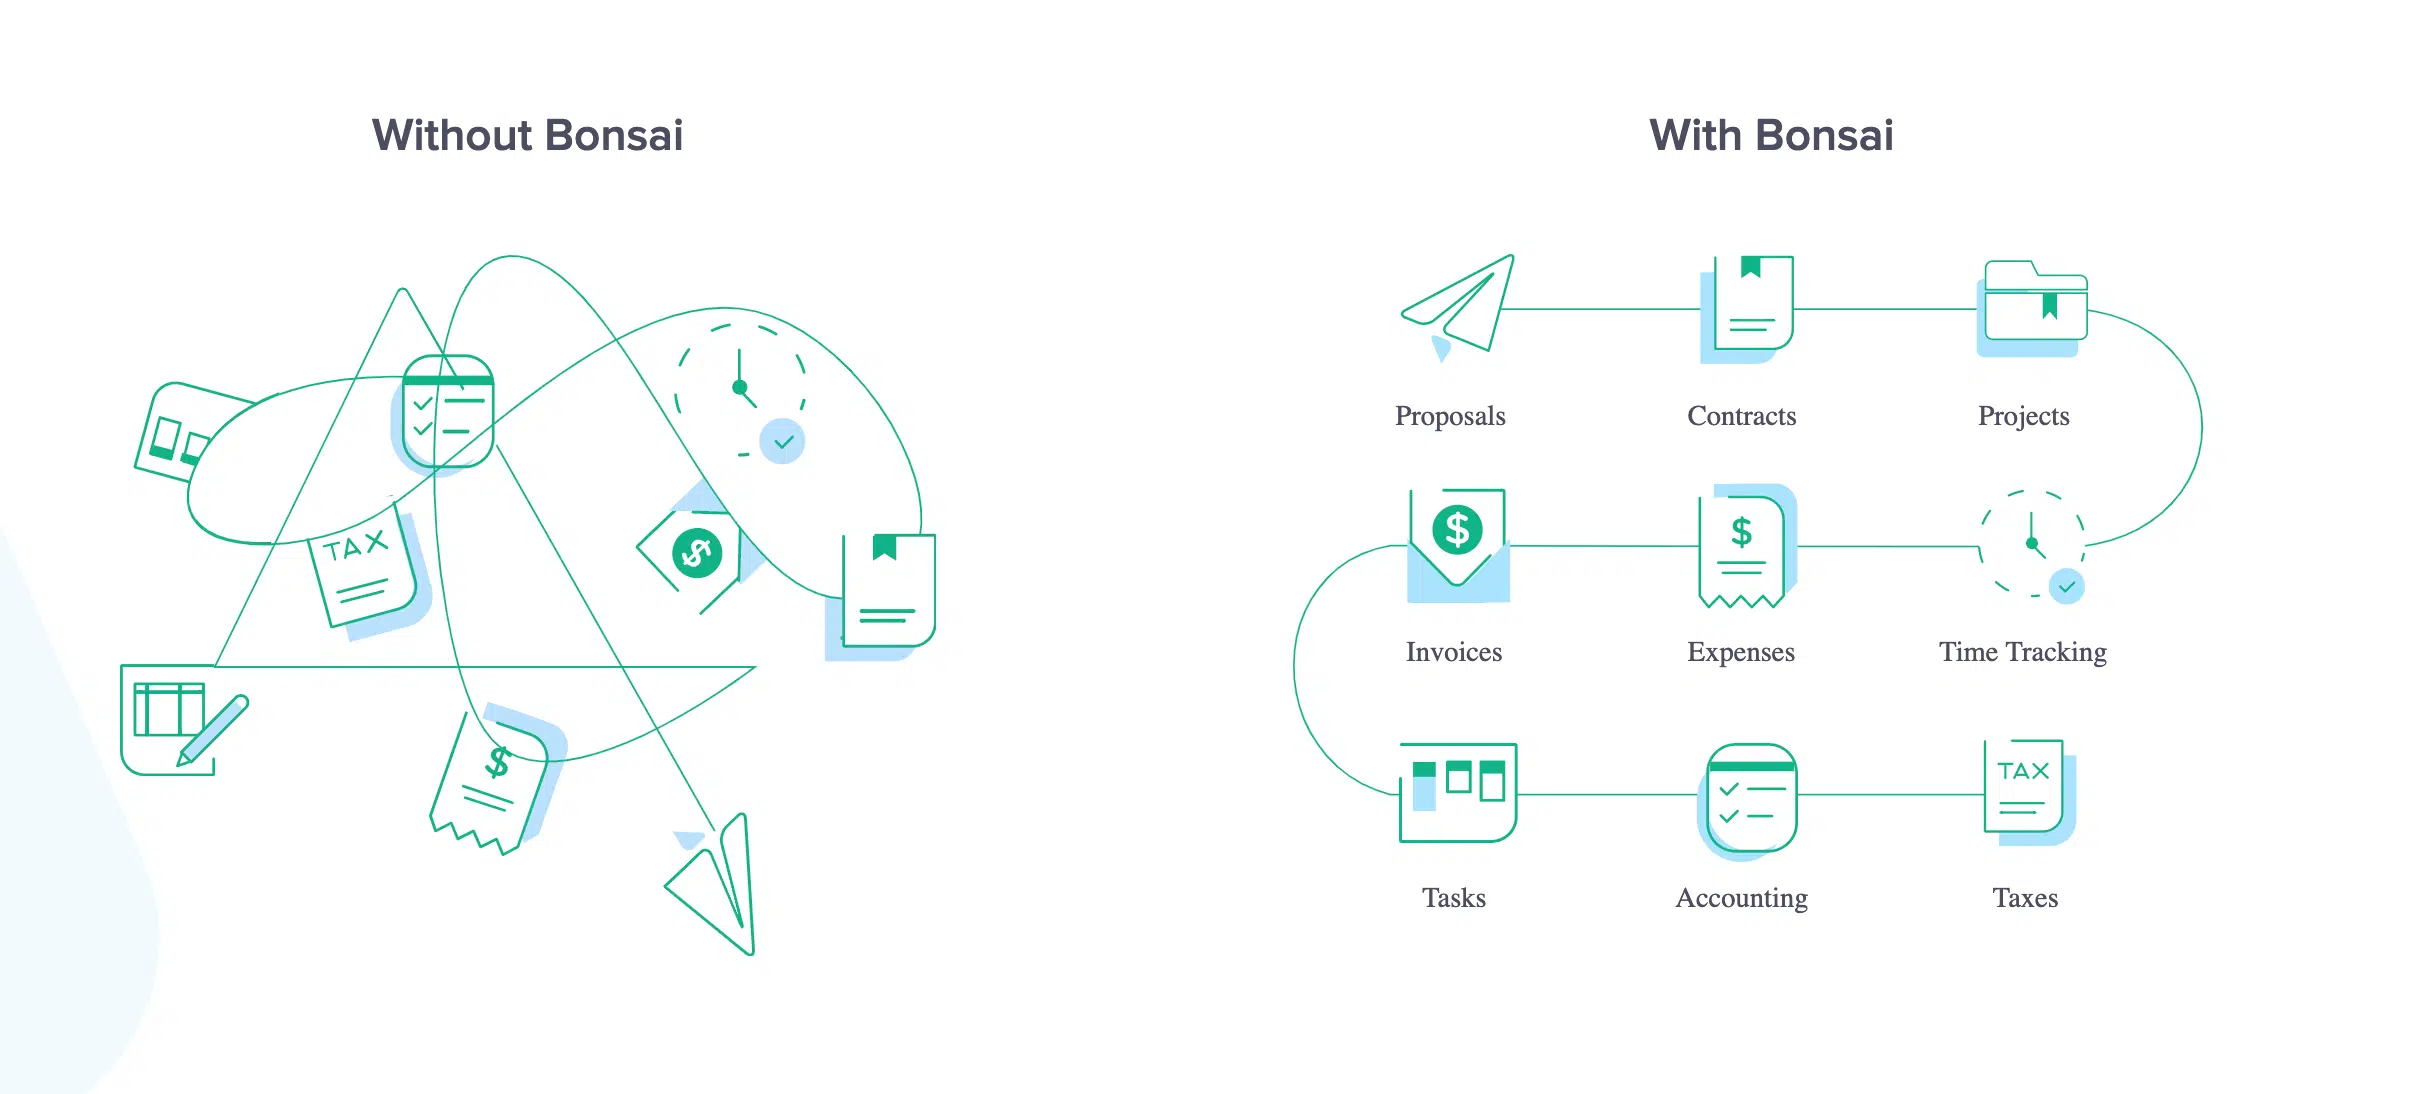 Without Bonsai
With Bonsai
TAX
$
$
Proposals
Contracts
Projects
$
$
Invoices
Expenses
Time Tracking
TAX
Tasks
Accounting
Taxes